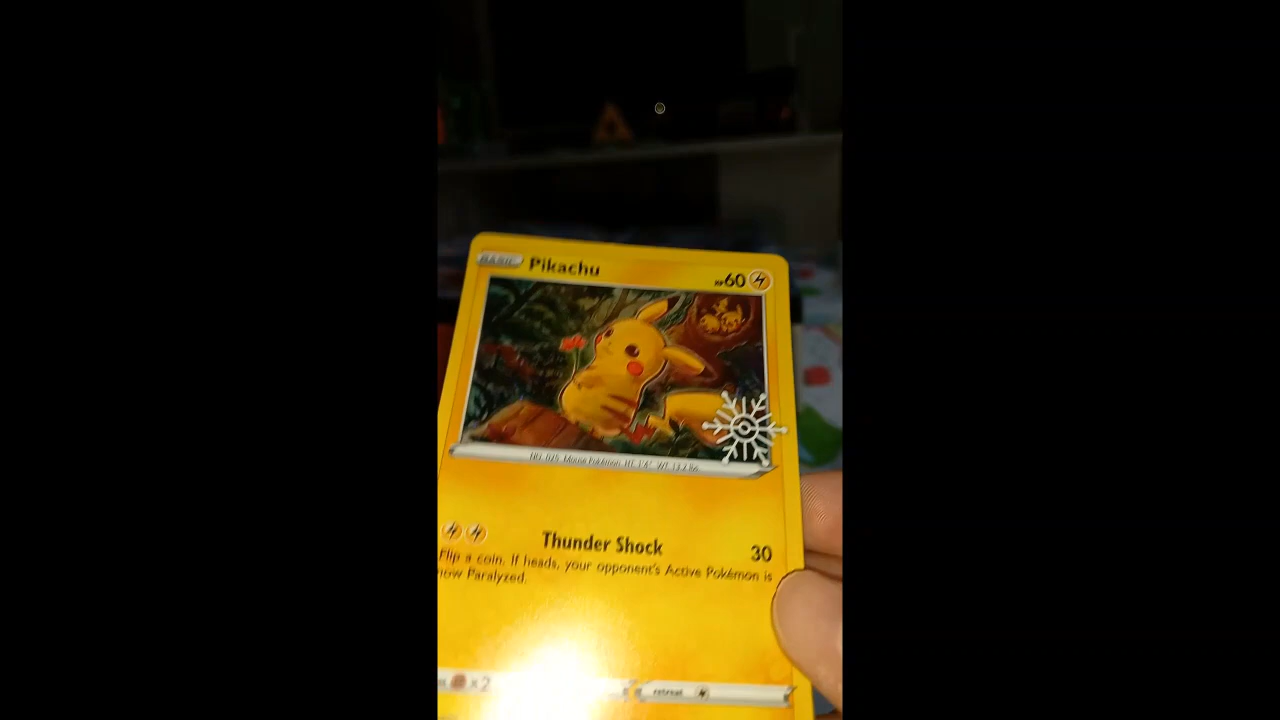 BASIC Pikachu HP60
NO. 025 Mouse Pokémon HT: 1'4" WT: 13.2 lbs.
Thunder Shock 30
Flip a coin. If heads, your opponent's Active Pokémon is
now Paralyzed.
×2 retreat